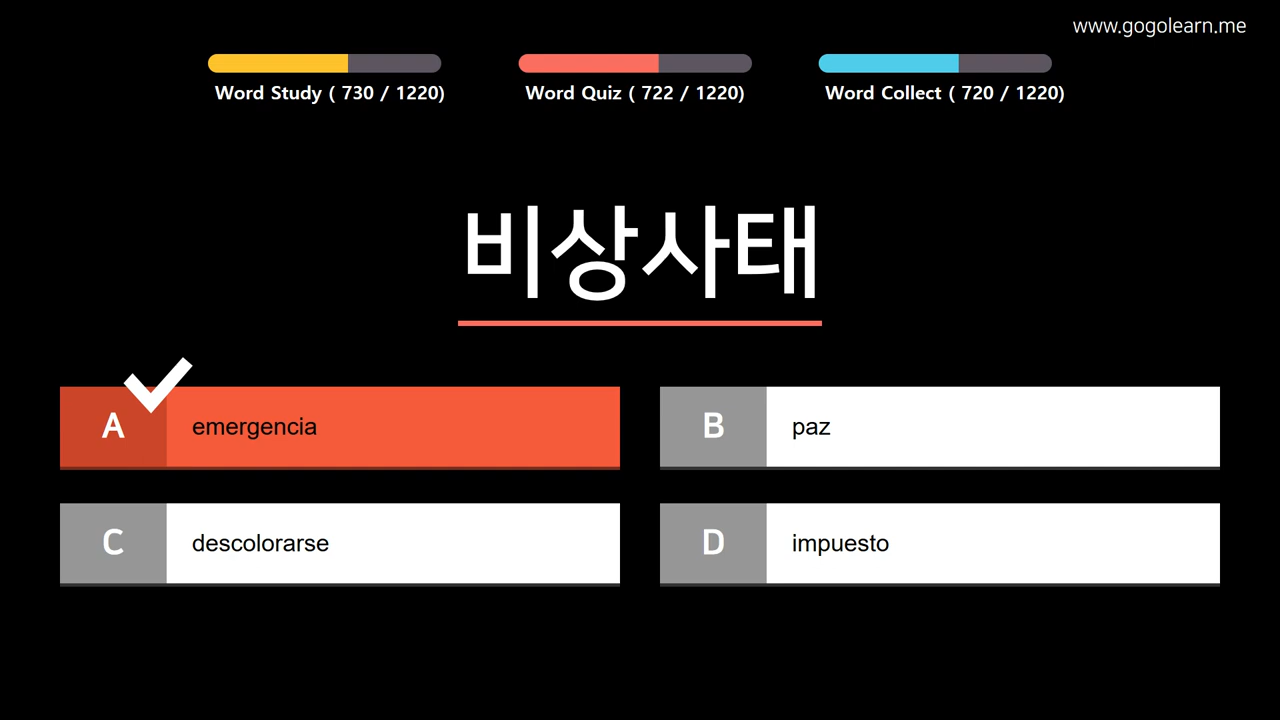 www.gogolearn.me
Word Study ( 730 / 1220)
Word Quiz ( 722 / 1220)
Word Collect ( 720 / 1220)
비상사태
A emergencia
B paz
C descolorarse
D impuesto